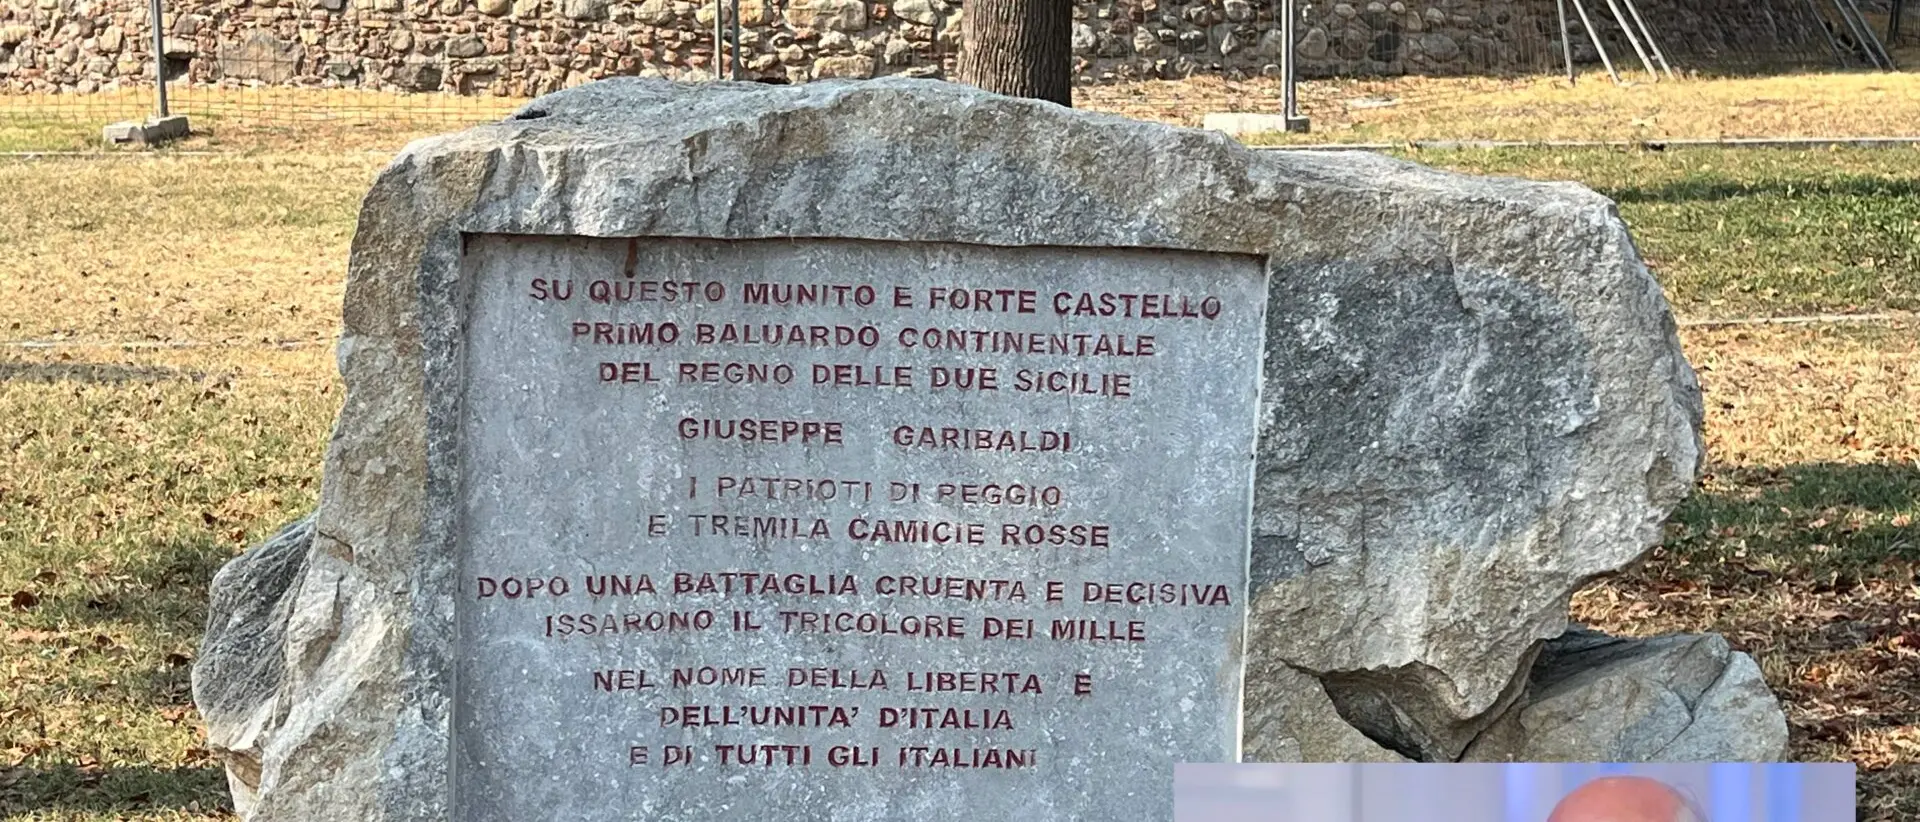 SU QUESTO MUNITO E FORTE CASTELLO
PRIMO BALUARDO CONTINENTALE
DEL REGNO DELLE DUE SICILIE
GIUSEPPE GARIBALDI
I PATRIOTI DI REGGIO
E TREMILA CAMICIE ROSSE
DOPO UNA BATTAGLIA CRUENTA E DECISIVA
ISSARONO IL TRICOLORE DEI MILLE
NEL NOME DELLA LIBERTA E
DELL'UNITA' D'ITALIA
E DI TUTTI GLI ITALIANI